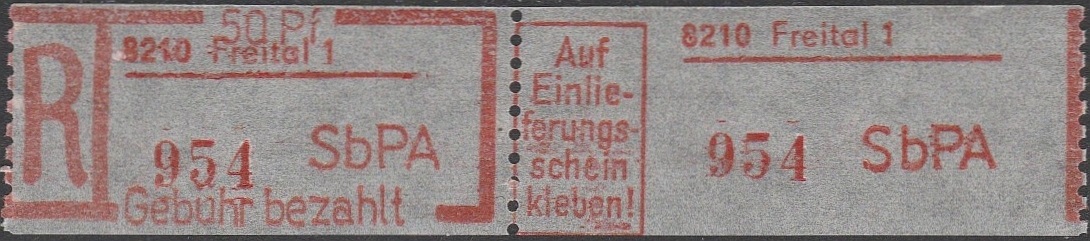 R
50 Pf
8210 Freital 1
954 SbPA
Gebühr bezahlt
Auf
Einlie-
ferungs-
schein
kleben!
8210 Freital 1
954 SbPA